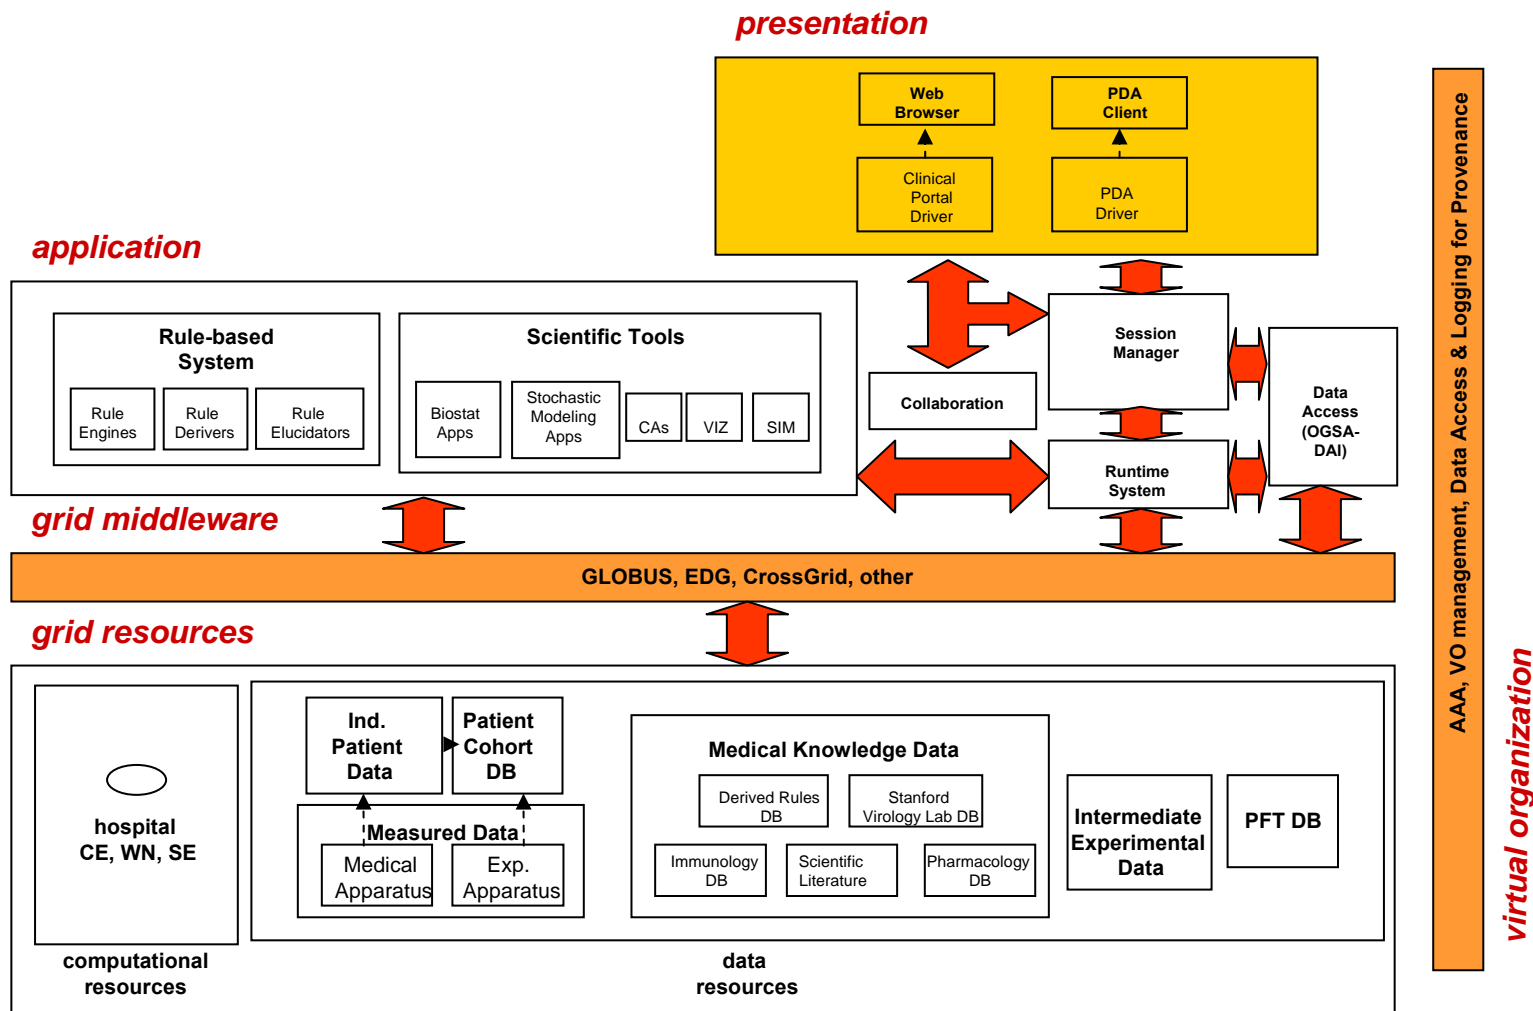 presentation
Web
Browser
PDA
Client
Clinical
Portal
Driver
PDA
Driver
application
Rule-based
System
Rule
Engines
Rule
Derivers
Rule
Elucidators
Scientific Tools
Biostat
Apps
Stochastic
Modeling
Apps
CAs
VIZ
SIM
Collaboration
Session
Manager
Runtime
System
Data
Access
(OGSA-
DAI)
grid middleware
GLOBUS, EDG, CrossGrid, other
grid resources
hospital
CE, WN, SE
computational
resources
Ind.
Patient
Data
Patient
Cohort
DB
Measured Data
Medical
Apparatus
Exp.
Apparatus
Medical Knowledge Data
Derived Rules
DB
Stanford
Virology Lab DB
Immunology
DB
Scientific
Literature
Pharmacology
DB
Intermediate
Experimental
Data
PFT DB
data
resources
AAA, VO management, Data Access & Logging for Provenance
virtual organization